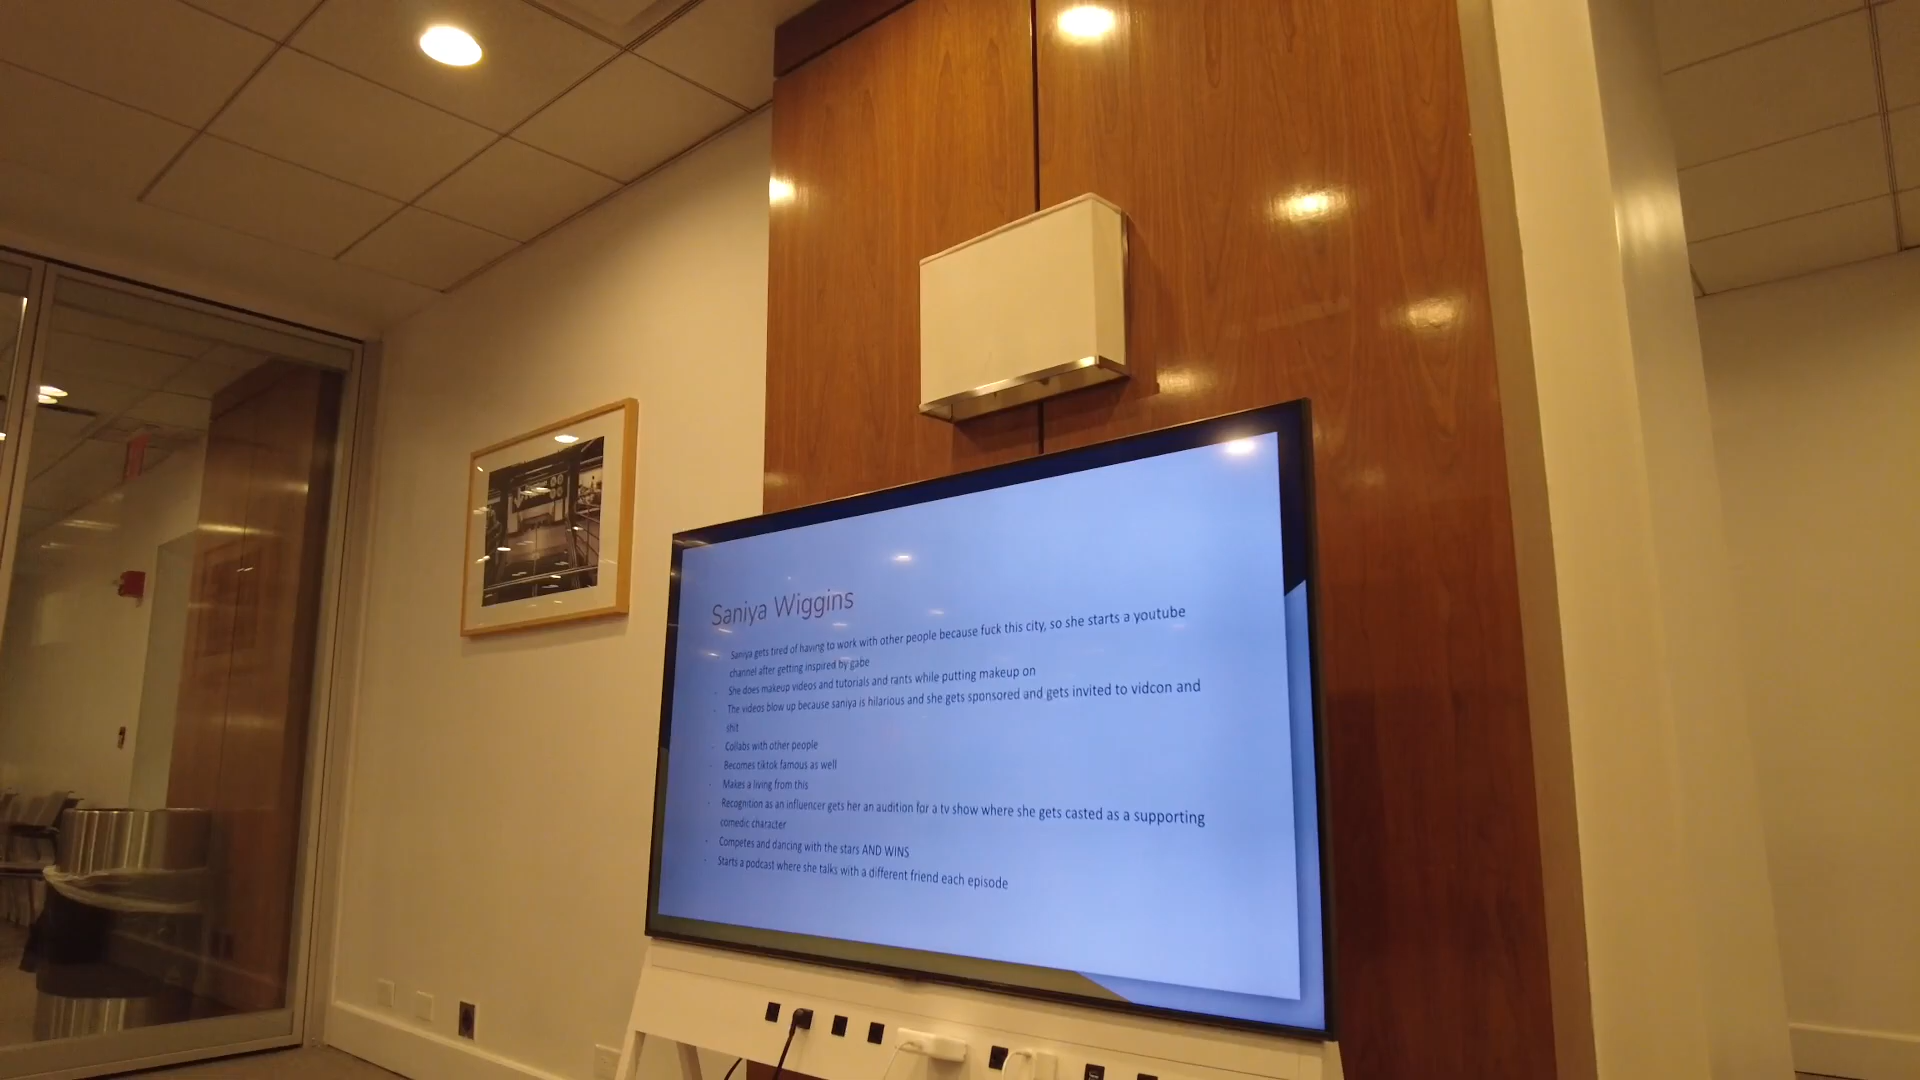 Saniya Wiggins
Saniya gets tired of having to work with other people because fuck this city, so she starts a youtube
channel after getting inspired by gabe
- She does makeup videos and tutorials and rants while putting makeup on
- The videos blow up because saniya is hilarious and she gets sponsored and gets invited to vidcon and
shit
- Collabs with other people
- Becomes tiktok famous as well
- Makes a living from this
- Recognition as an influencer gets her an audition for a tv show where she gets casted as a supporting
comedic character
- Competes and dancing with the stars AND WINS
- Starts a podcast where she talks with a different friend each episode